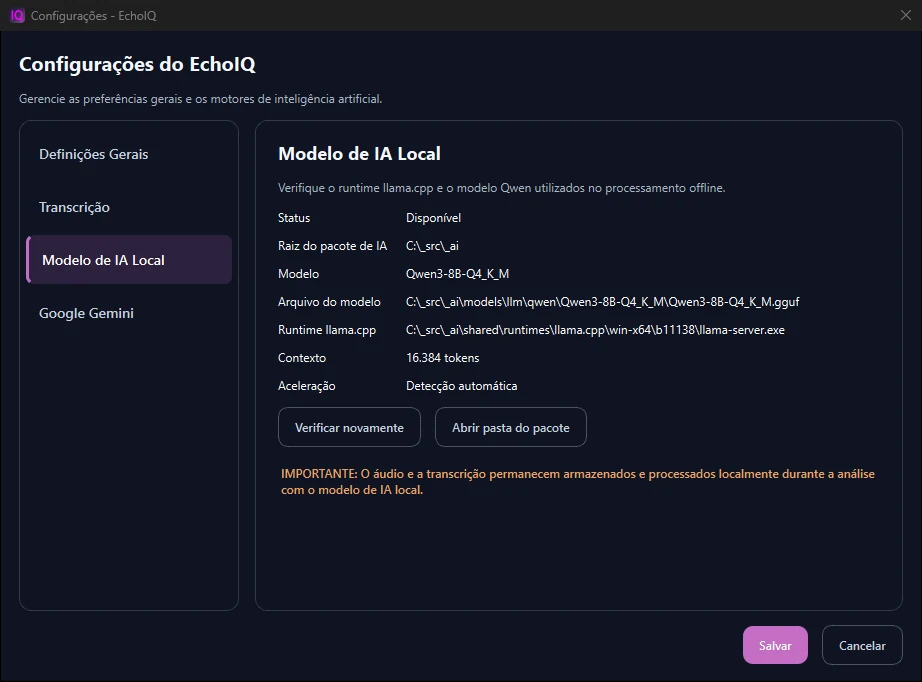 IQ Configurações - EchoIQ
Configurações do EchoIQ
Gerencie as preferências gerais e os motores de inteligência artificial.
Definições Gerais
Transcrição
Modelo de IA Local
Google Gemini
Modelo de IA Local
Verifique o runtime llama.cpp e o modelo Qwen utilizados no processamento offline.
Status Disponível
Raiz do pacote de IA C:\_src\_ai
Modelo Qwen3-8B-Q4_K_M
Arquivo do modelo C:\_src\_ai\models\llm\qwen\Qwen3-8B-Q4_K_M\Qwen3-8B-Q4_K_M.gguf
Runtime llama.cpp C:\_src\_ai\shared\runtimes\llama.cpp\win-x64\b11138\llama-server.exe
Contexto 16.384 tokens
Aceleração Detecção automática
Verificar novamente Abrir pasta do pacote
IMPORTANTE: O áudio e a transcrição permanecem armazenados e processados localmente durante a análise
com o modelo de IA local.
Salvar Cancelar